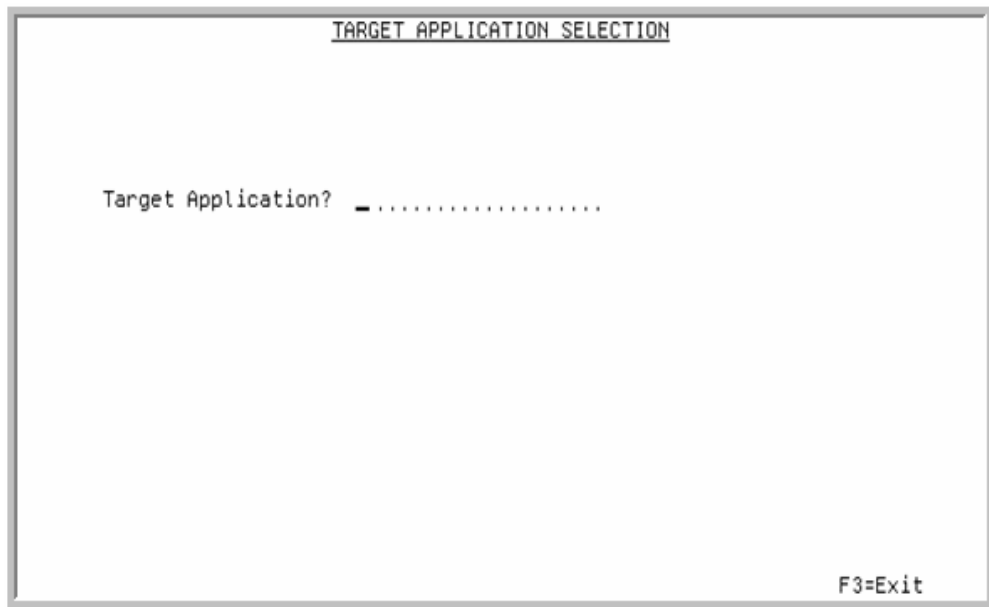 TARGET APPLICATION SELECTION
Target Application? _...................
F3=Exit